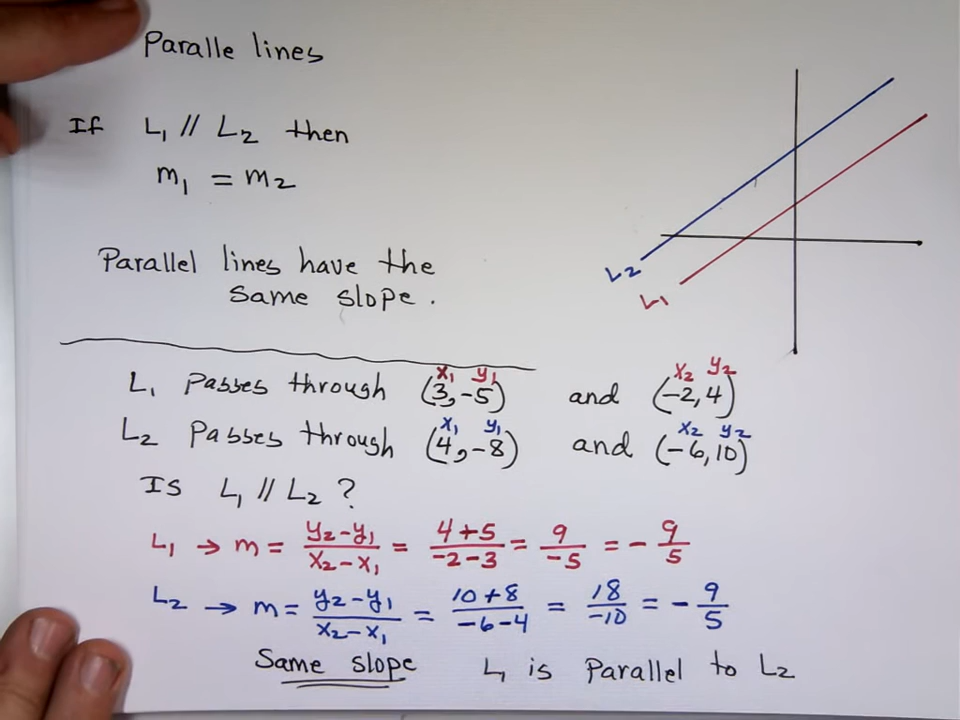 Paralle lines
If L₁ // L₂ then
m₁ = m₂
Parallel lines have the
same slope.
L₂
L₁
x₁ y₁ x₂ y₂
L₁ Passes through (3,-5) and (-2,4)
x₁ y₁ x₂ y₂
L₂ Passes through (4,-8) and (-6,10)
Is L₁ // L₂ ?
L₁ → m = y₂-y₁/x₂-x₁ = 4+5/-2-3 = 9/-5 = - 9/5
L₂ → m = y₂-y₁/x₂-x₁ = 10+8/-6-4 = 18/-10 = - 9/5
Same slope L₁ is Parallel to L₂